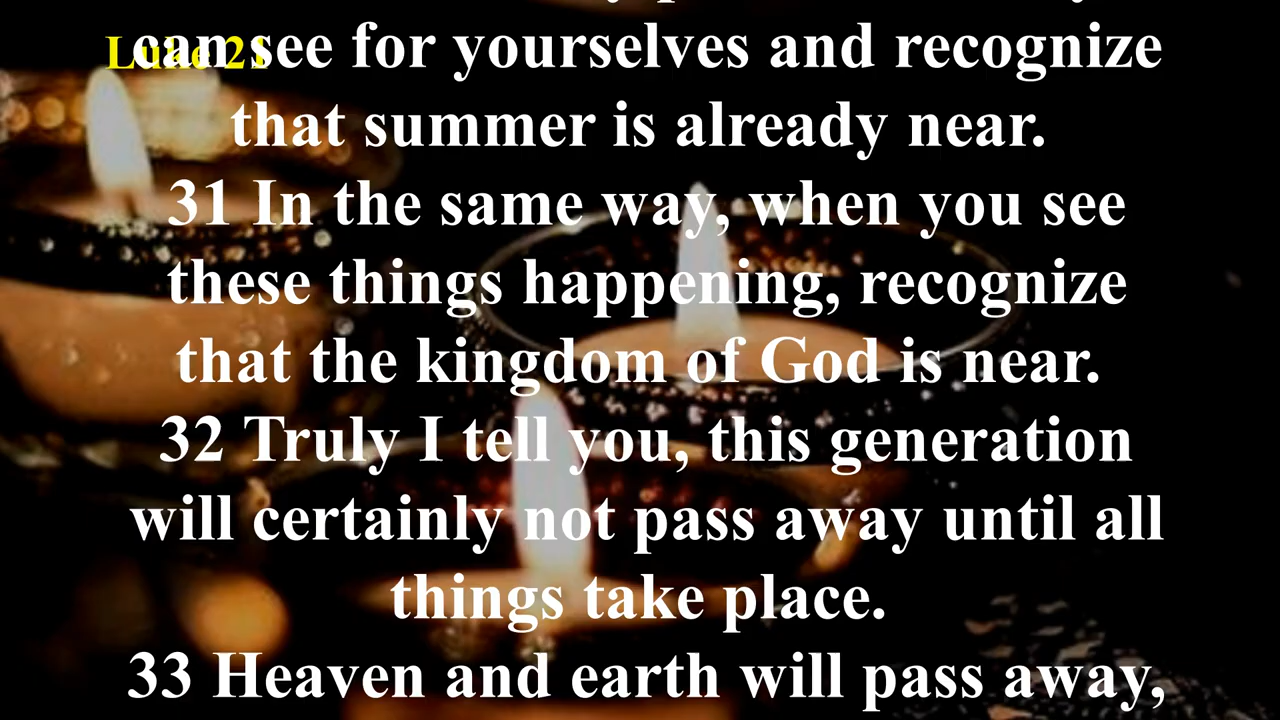 Luke 21
can see for yourselves and recognize
that summer is already near.
31 In the same way, when you see
these things happening, recognize
that the kingdom of God is near.
32 Truly I tell you, this generation
will certainly not pass away until all
things take place.
33 Heaven and earth will pass away,